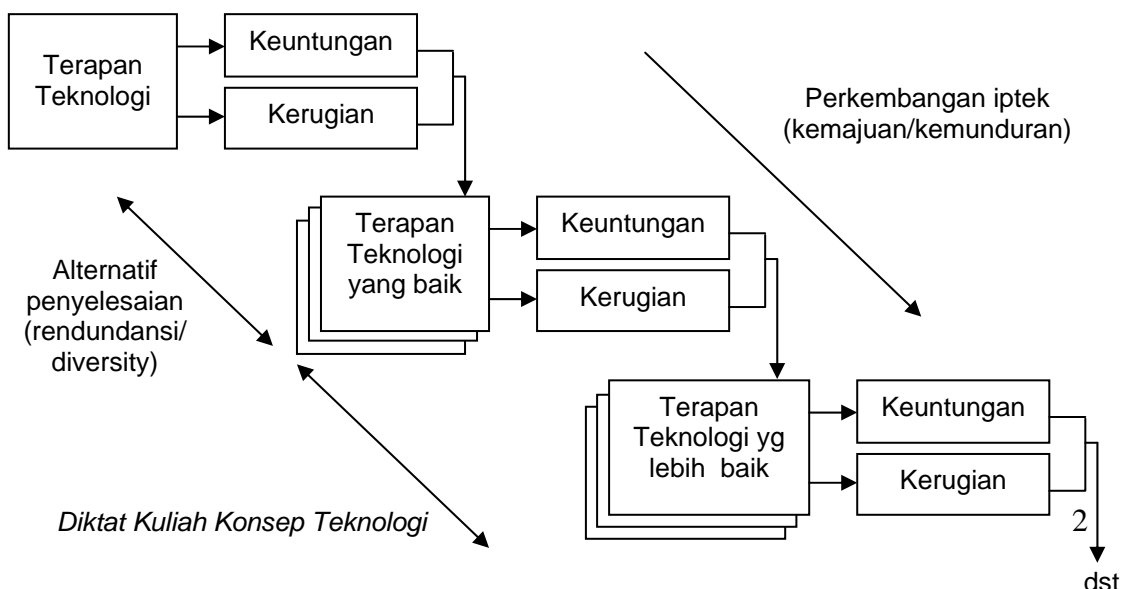 Terapan
Teknologi
Keuntungan
Kerugian
Perkembangan iptek
(kemajuan/kemunduran)
Terapan
Teknologi
yang baik
Keuntungan
Kerugian
Alternatif
penyelesaian
(rendundansi/
diversity)
Terapan
Teknologi yg
lebih baik
Keuntungan
Kerugian
Diktat Kuliah Konsep Teknologi
2
dst